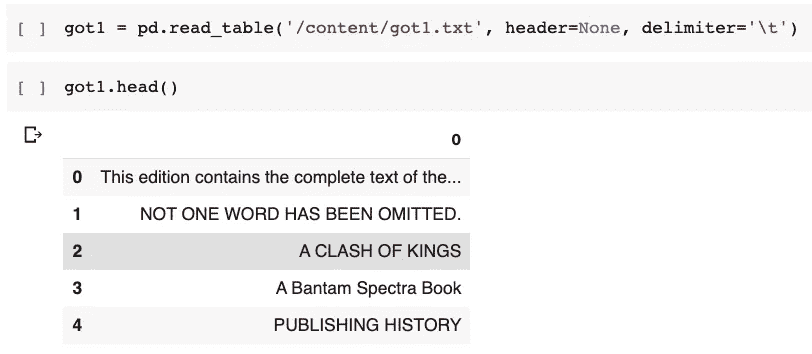 [ ] got1 = pd.read_table('/content/got1.txt', header=None, delimiter='\t')
[ ] got1.head()
0
0 This edition contains the complete text of the...
1 NOT ONE WORD HAS BEEN OMITTED.
2 A CLASH OF KINGS
3 A Bantam Spectra Book
4 PUBLISHING HISTORY